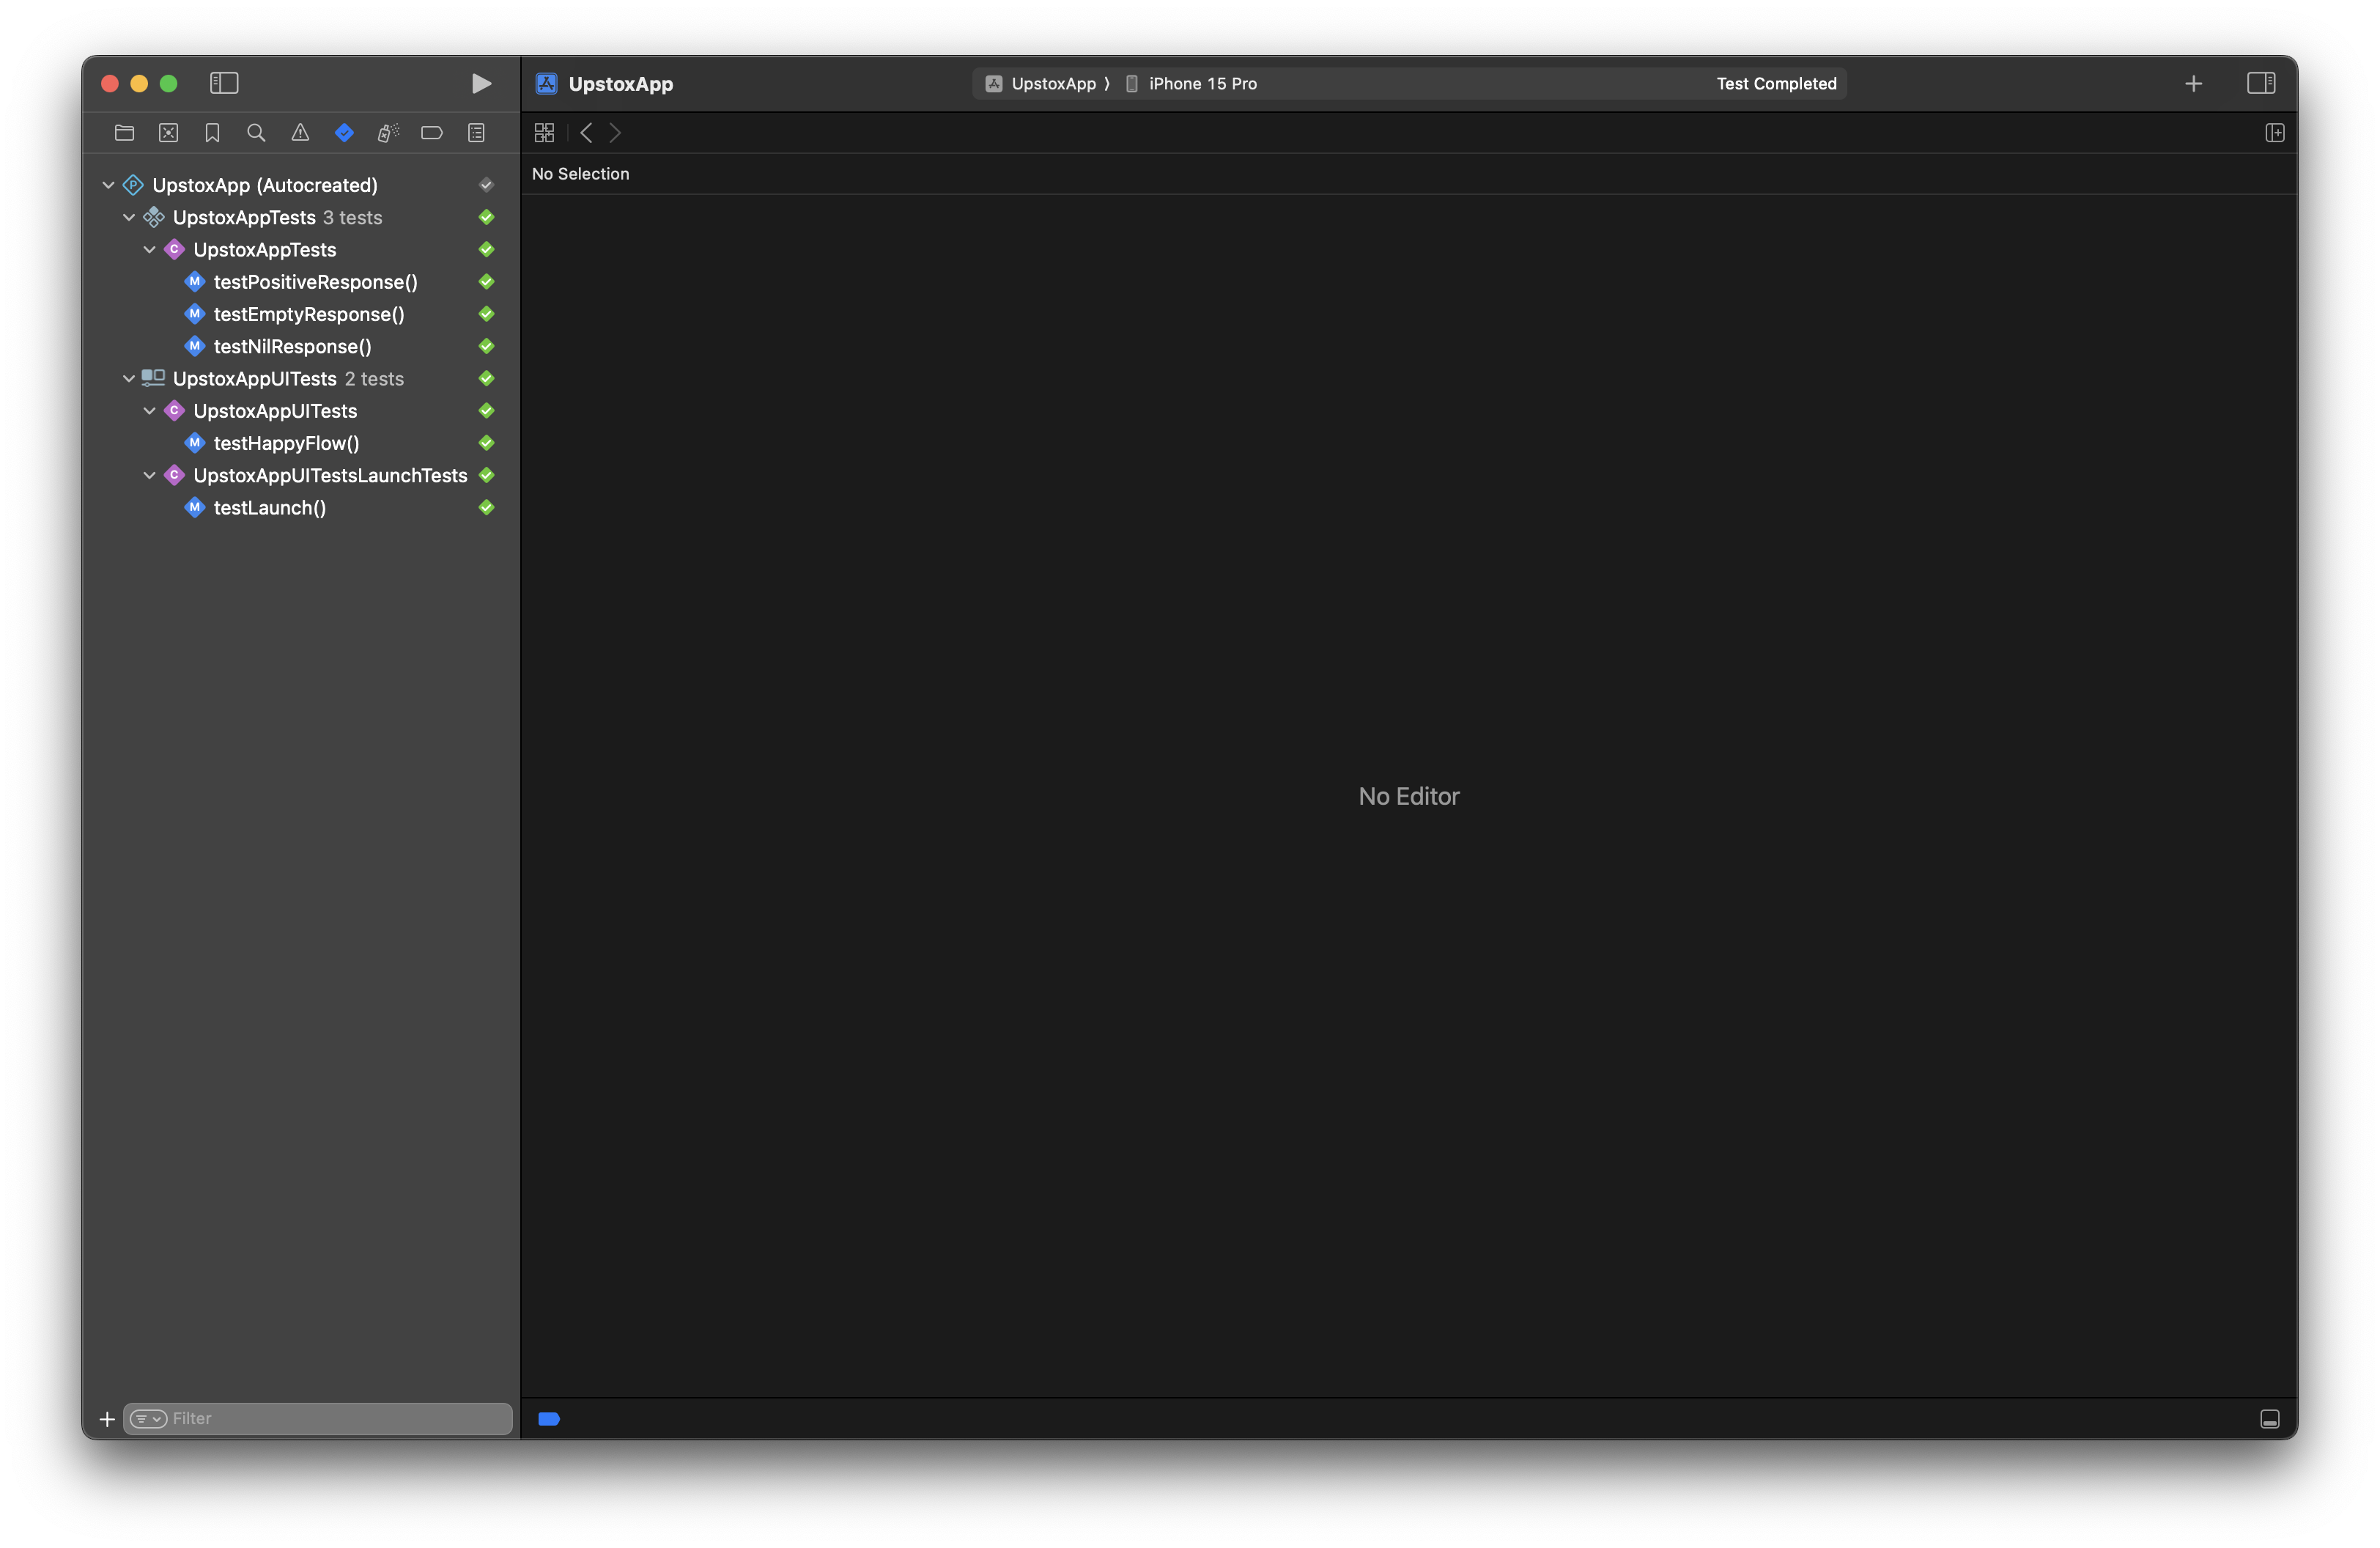 UpstoxApp
UpstoxApp 〉 iPhone 15 Pro
Test Completed
UpstoxApp (Autocreated)
UpstoxAppTests 3 tests
UpstoxAppTests
testPositiveResponse()
testEmptyResponse()
testNilResponse()
UpstoxAppUITests 2 tests
UpstoxAppUITests
testHappyFlow()
UpstoxAppUITestsLaunchTests
testLaunch()
Filter
No Selection
No Editor